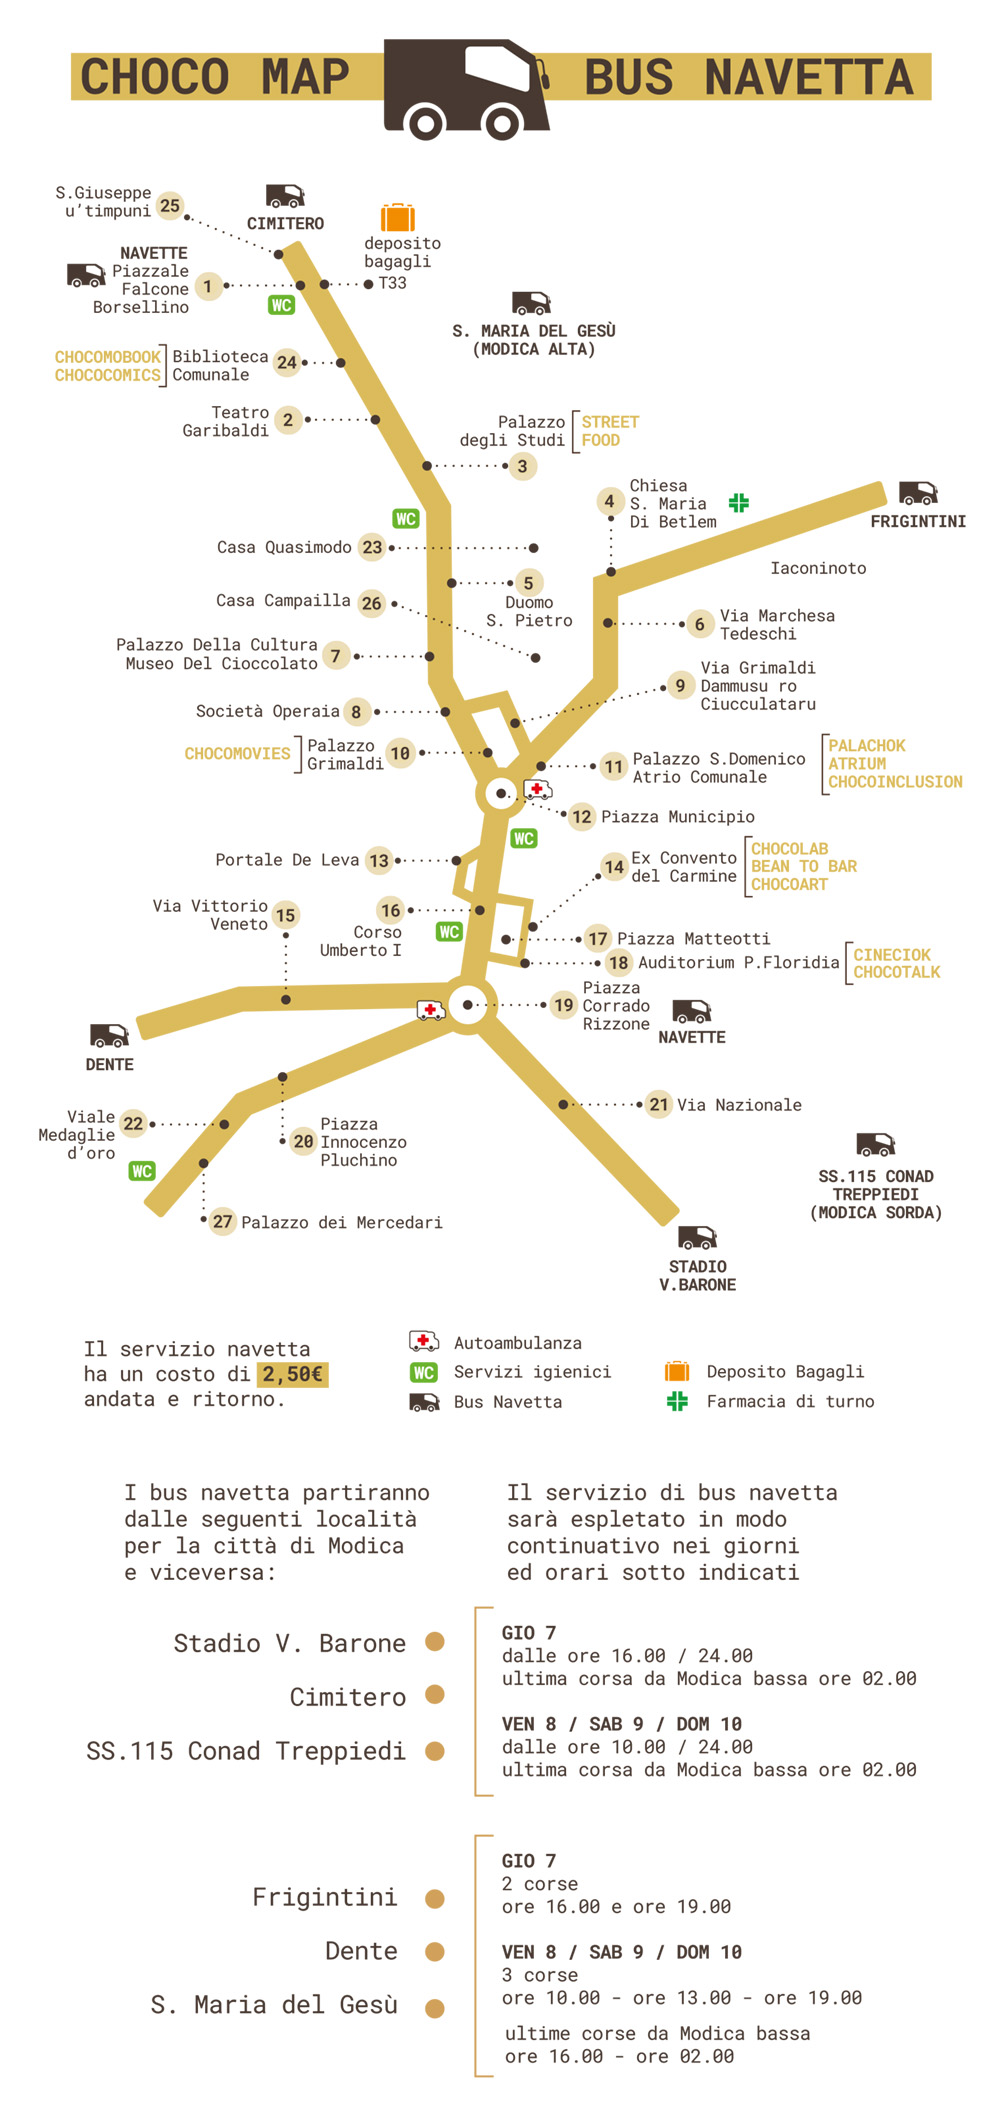 CHOCO MAP BUS NAVETTA
S.Giuseppe
u'timpuni
25
CIMITERO
deposito
bagagli
T33
NAVETTE
Piazzale
Falcone
Borsellino
1
WC
S. MARIA DEL GESÙ
(MODICA ALTA)
CHOCOMOBOOK
CHOCOCOMICS
Biblioteca
Comunale
24
Teatro
Garibaldi
2
Palazzo
degli Studi
3
STREET
FOOD
4
Chiesa
S. Maria
Di Betlem
FRIGINTINI
WC
Casa Quasimodo 23
Iaconinoto
5
Duomo
S. Pietro
Casa Campailla 26
6
Via Marchesa
Tedeschi
Palazzo Della Cultura
Museo Del Cioccolato
7
9
Via Grimaldi
Dammusu ro
Ciucculataru
Società Operaia 8
CHOCOMOVIES
Palazzo
Grimaldi
10
11
Palazzo S.Domenico
Atrio Comunale
PALACHOK
ATRIUM
CHOCOINCLUSION
12 Piazza Municipio
WC
Portale De Leva 13
14
Ex Convento
del Carmine
CHOCOLAB
BEAN TO BAR
CHOCOART
Via Vittorio
Veneto
15
16
Corso
Umberto I
WC
17 Piazza Matteotti
18 Auditorium P.Floridia
CINECIOK
CHOCOTALK
19
Piazza
Corrado
Rizzone
NAVETTE
DENTE
21 Via Nazionale
Viale
Medaglie
d'oro
22
WC
20
Piazza
Innocenzo
Pluchino
SS.115 CONAD
TREPPIEDI
(MODICA SORDA)
27 Palazzo dei Mercedari
STADIO
V.BARONE
Il servizio navetta
ha un costo di 2,50€
andata e ritorno.
Autoambulanza
WC Servizi igienici
Bus Navetta
Deposito Bagagli
Farmacia di turno
I bus navetta partiranno
dalle seguenti località
per la città di Modica
e viceversa:
Il servizio di bus navetta
sarà espletato in modo
continuativo nei giorni
ed orari sotto indicati
Stadio V. Barone
Cimitero
SS.115 Conad Treppiedi
GIO 7
dalle ore 16.00 / 24.00
ultima corsa da Modica bassa ore 02.00
VEN 8 / SAB 9 / DOM 10
dalle ore 10.00 / 24.00
ultima corsa da Modica bassa ore 02.00
Frigintini
Dente
S. Maria del Gesù
GIO 7
2 corse
ore 16.00 e ore 19.00
VEN 8 / SAB 9 / DOM 10
3 corse
ore 10.00 - ore 13.00 - ore 19.00
ultime corse da Modica bassa
ore 16.00 - ore 02.00